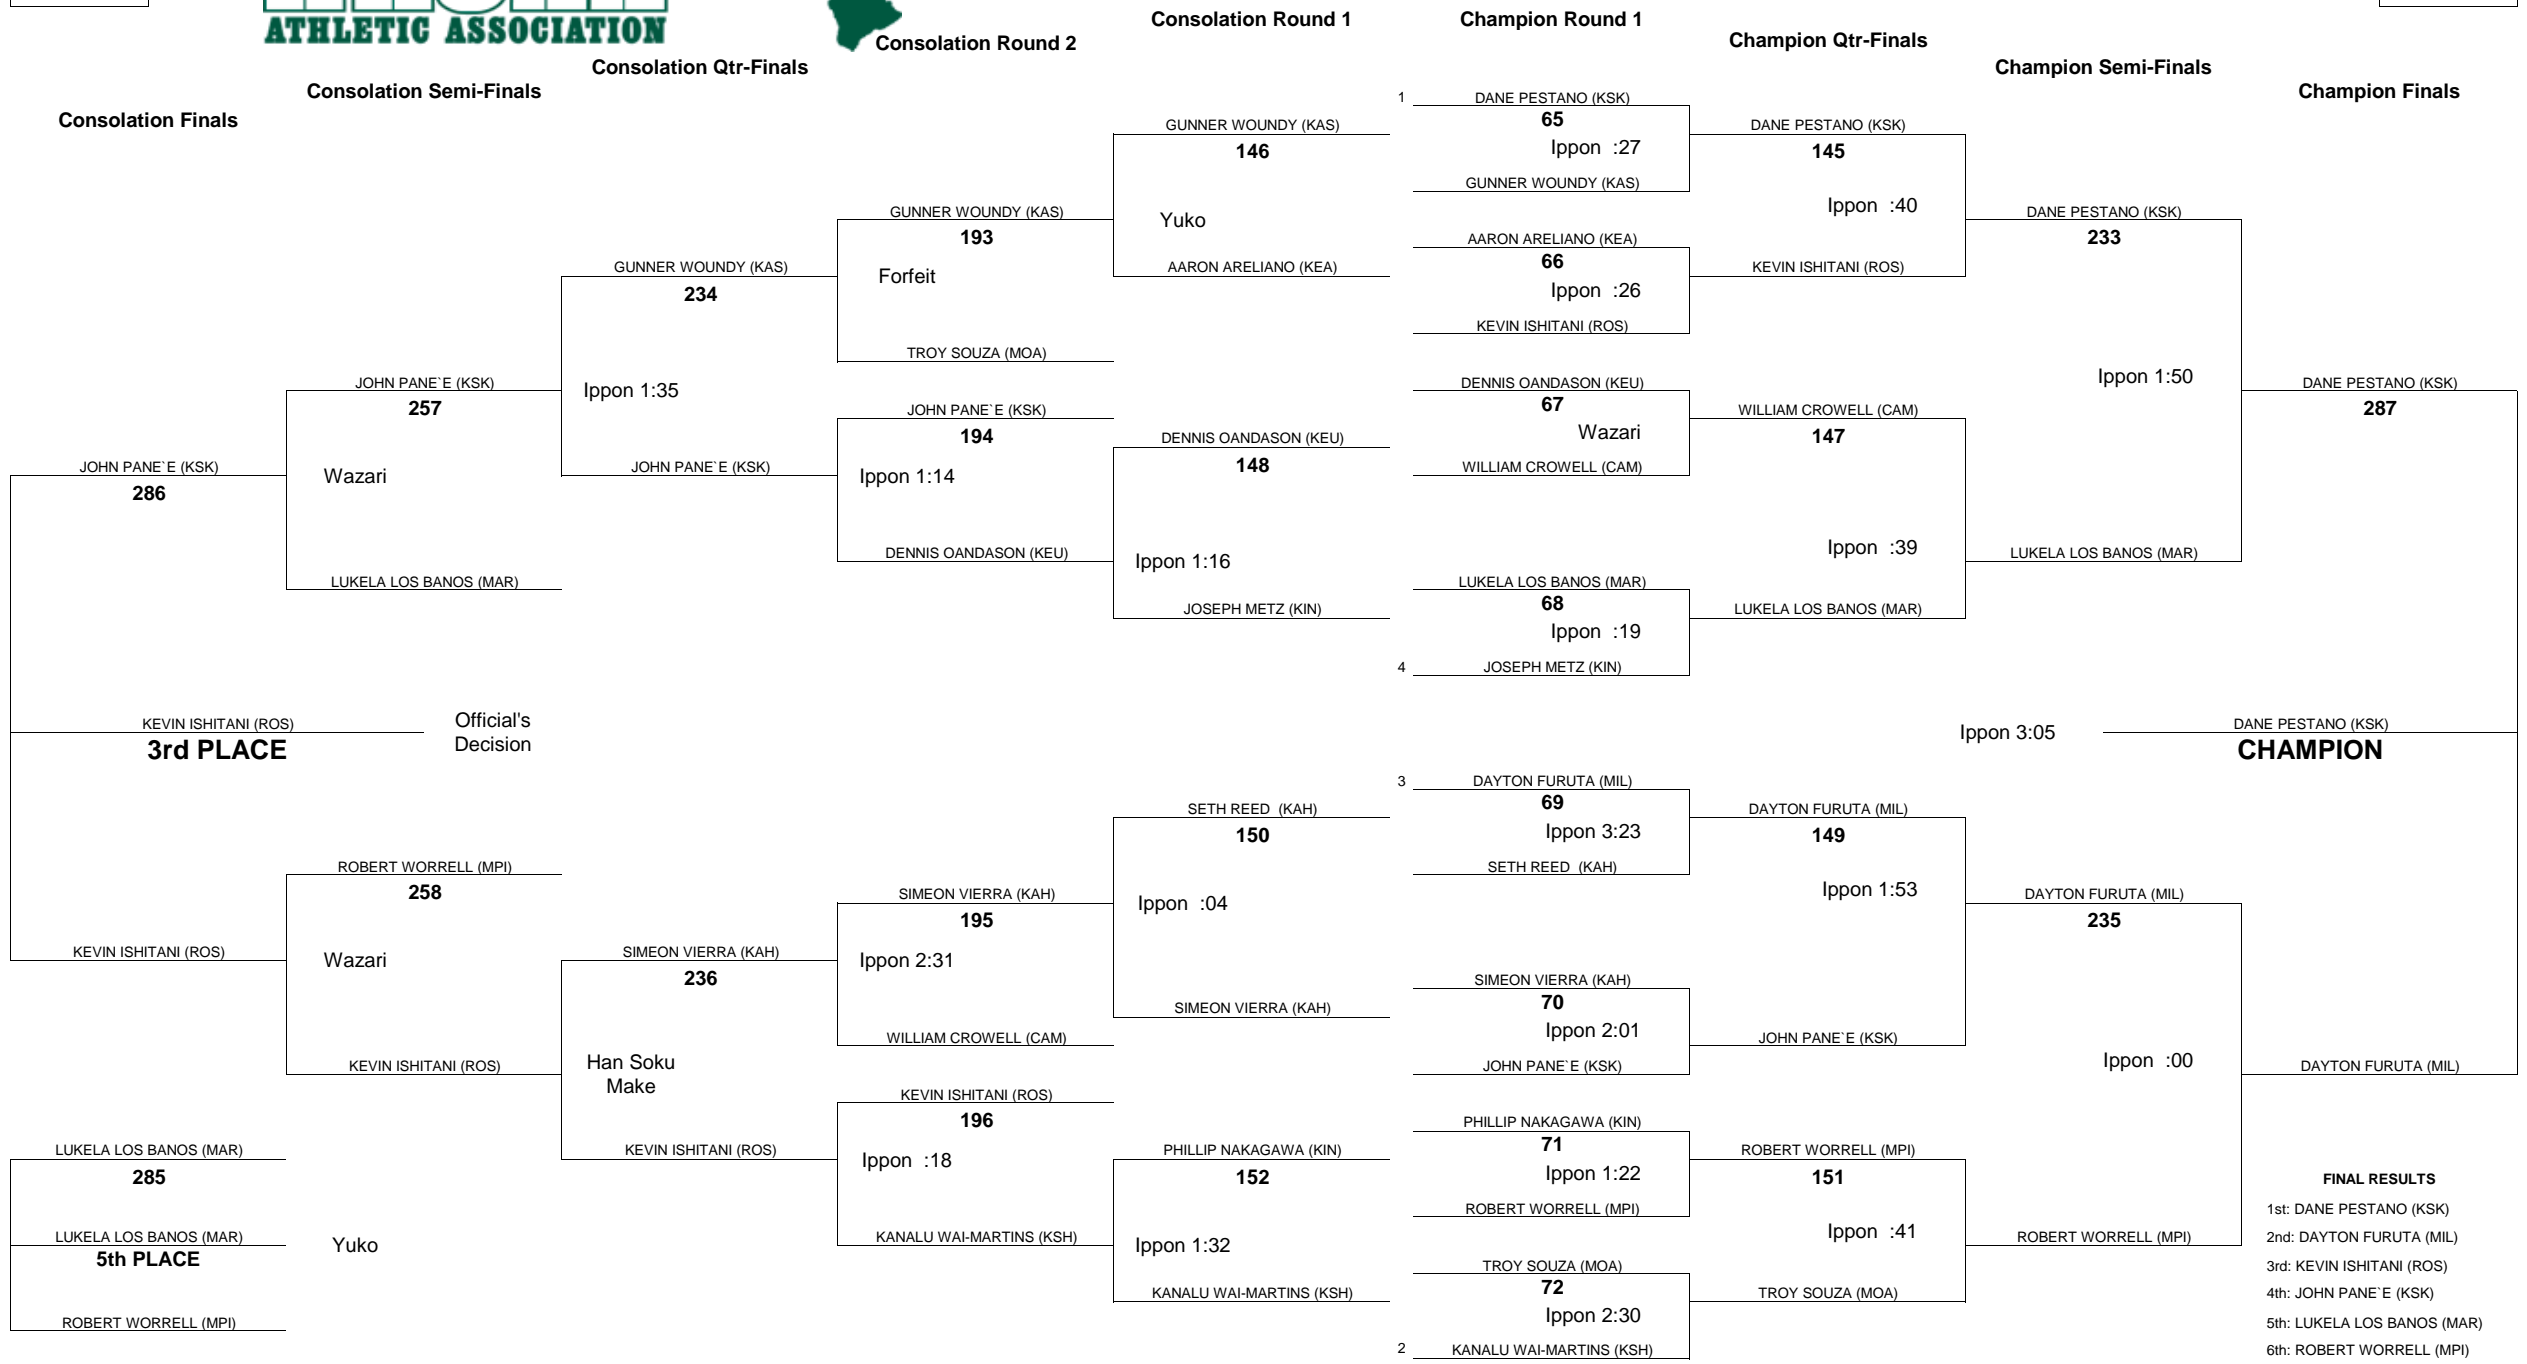 ATHLETIC ASSOCIATION
Consolation Round 1
Champion Round 1
Consolation Round 2
Champion Qtr-Finals
Consolation Qtr-Finals
Champion Semi-Finals
Consolation Semi-Finals
Champion Finals
Consolation Finals
JOHN PANE`E (KSK)
286
KEVIN ISHITANI (ROS)
3rd PLACE
Official's
Decision
KEVIN ISHITANI (ROS)
LUKELA LOS BANOS (MAR)
285
LUKELA LOS BANOS (MAR)
5th PLACE
Yuko
ROBERT WORRELL (MPI)
JOHN PANE`E (KSK)
257
Wazari
LUKELA LOS BANOS (MAR)
ROBERT WORRELL (MPI)
258
Wazari
KEVIN ISHITANI (ROS)
GUNNER WOUNDY (KAS)
234
Ippon 1:35
JOHN PANE`E (KSK)
SIMEON VIERRA (KAH)
236
Han Soku
Make
KEVIN ISHITANI (ROS)
GUNNER WOUNDY (KAS)
193
Forfeit
TROY SOUZA (MOA)
JOHN PANE`E (KSK)
194
Ippon 1:14
DENNIS OANDASON (KEU)
SIMEON VIERRA (KAH)
195
Ippon 2:31
WILLIAM CROWELL (CAM)
KEVIN ISHITANI (ROS)
196
Ippon :18
KANALU WAI-MARTINS (KSH)
GUNNER WOUNDY (KAS)
146
Yuko
AARON ARELIANO (KEA)
DENNIS OANDASON (KEU)
148
Ippon 1:16
JOSEPH METZ (KIN)
SETH REED (KAH)
150
Ippon :04
SIMEON VIERRA (KAH)
PHILLIP NAKAGAWA (KIN)
152
Ippon 1:32
KANALU WAI-MARTINS (KSH)
1 DANE PESTANO (KSK)
65
Ippon :27
GUNNER WOUNDY (KAS)
AARON ARELIANO (KEA)
66
Ippon :26
KEVIN ISHITANI (ROS)
DENNIS OANDASON (KEU)
67
Wazari
WILLIAM CROWELL (CAM)
LUKELA LOS BANOS (MAR)
68
Ippon :19
4 JOSEPH METZ (KIN)
3 DAYTON FURUTA (MIL)
69
Ippon 3:23
SETH REED (KAH)
SIMEON VIERRA (KAH)
70
Ippon 2:01
JOHN PANE`E (KSK)
PHILLIP NAKAGAWA (KIN)
71
Ippon 1:22
ROBERT WORRELL (MPI)
TROY SOUZA (MOA)
72
Ippon 2:30
2 KANALU WAI-MARTINS (KSH)
DANE PESTANO (KSK)
145
Ippon :40
KEVIN ISHITANI (ROS)
WILLIAM CROWELL (CAM)
147
Ippon :39
LUKELA LOS BANOS (MAR)
DAYTON FURUTA (MIL)
149
Ippon 1:53
JOHN PANE`E (KSK)
ROBERT WORRELL (MPI)
151
Ippon :41
TROY SOUZA (MOA)
DANE PESTANO (KSK)
233
Ippon 1:50
LUKELA LOS BANOS (MAR)
DAYTON FURUTA (MIL)
235
Ippon :00
ROBERT WORRELL (MPI)
DANE PESTANO (KSK)
287
Ippon 3:05
DANE PESTANO (KSK)
CHAMPION
DAYTON FURUTA (MIL)
FINAL RESULTS
1st: DANE PESTANO (KSK)
2nd: DAYTON FURUTA (MIL)
3rd: KEVIN ISHITANI (ROS)
4th: JOHN PANE`E (KSK)
5th: LUKELA LOS BANOS (MAR)
6th: ROBERT WORRELL (MPI)